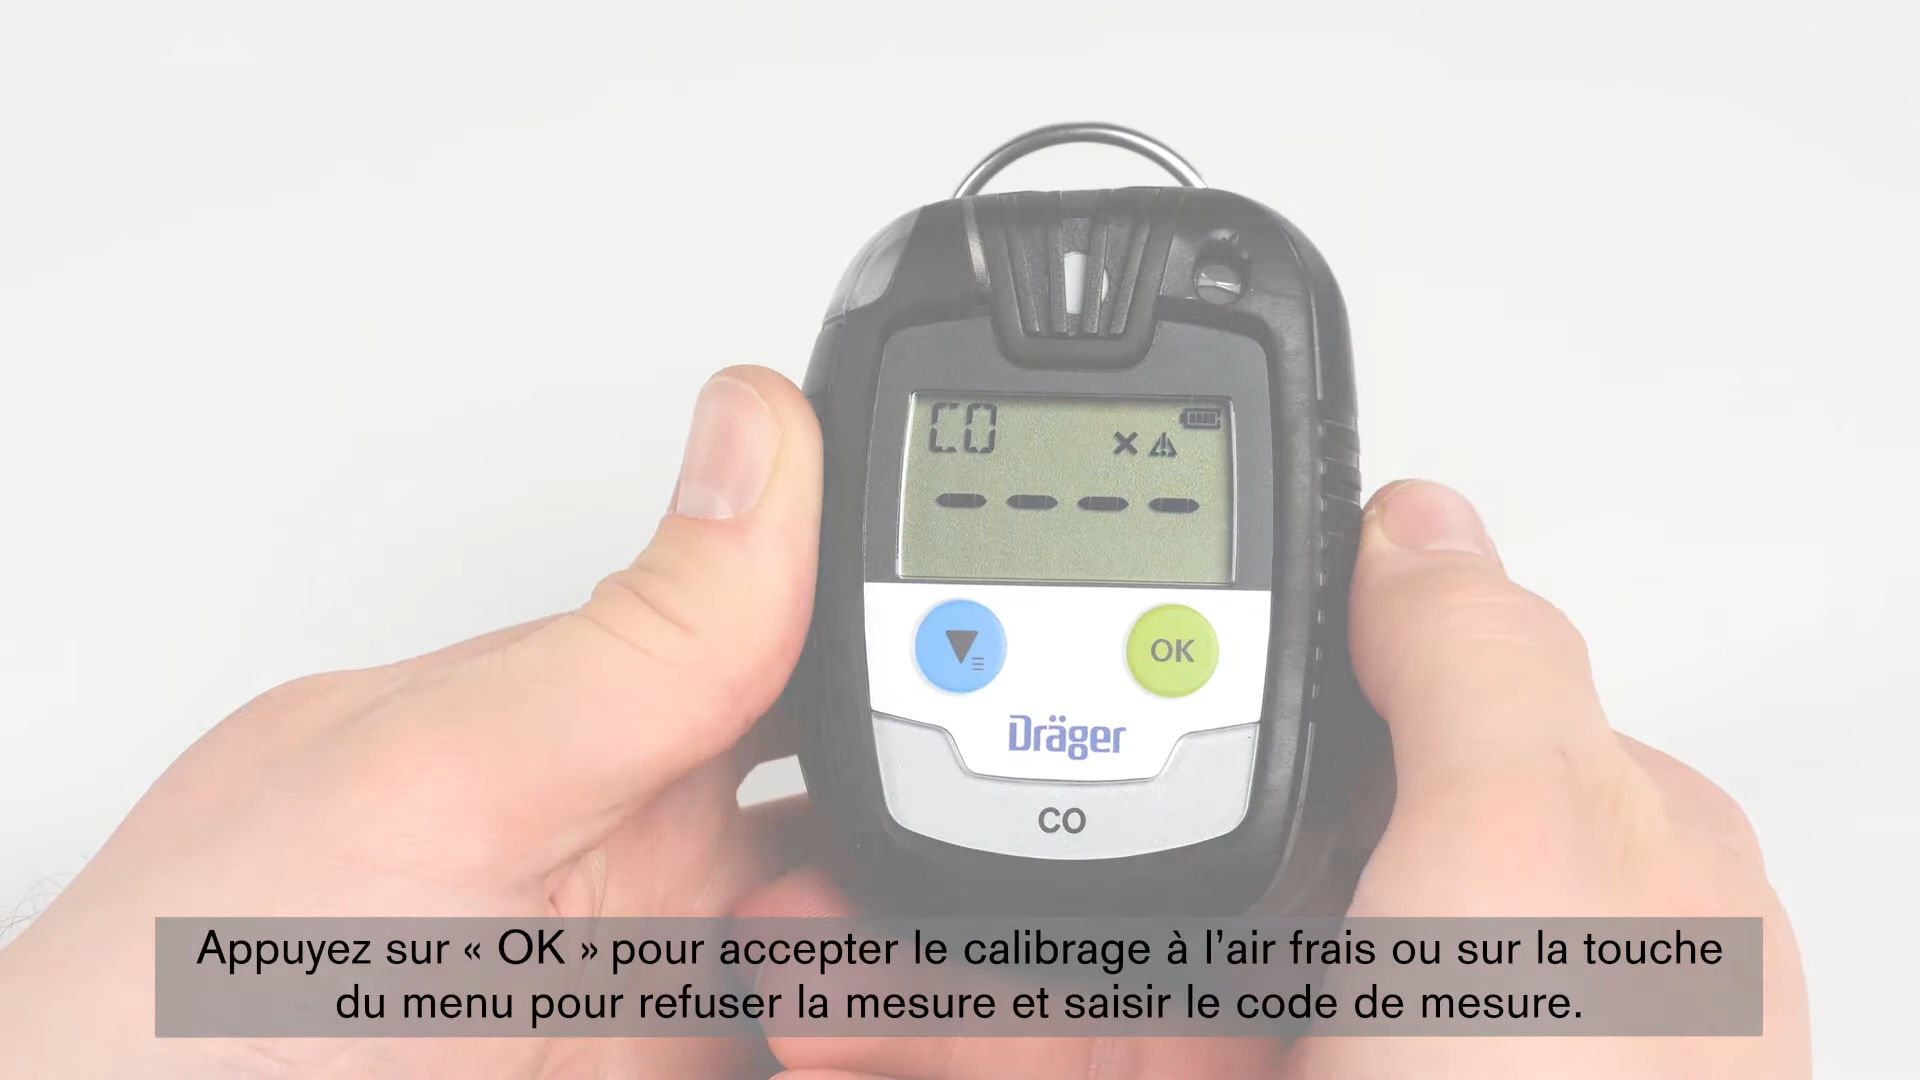 CO
- - - -
OK
Dräger
CO
Appuyez sur « OK » pour accepter le calibrage à l’air frais ou sur la touche
du menu pour refuser la mesure et saisir le code de mesure.